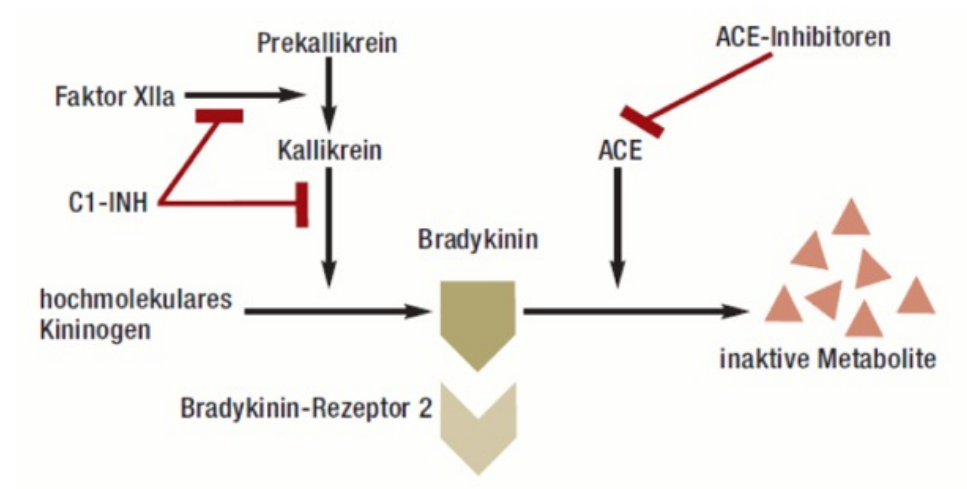 Prekallikrein
ACE-Inhibitoren
Faktor XIIa
Kallikrein
ACE
C1-INH
Bradykinin
hochmolekulares
Kininogen
inaktive Metabolite
Bradykinin-Rezeptor 2